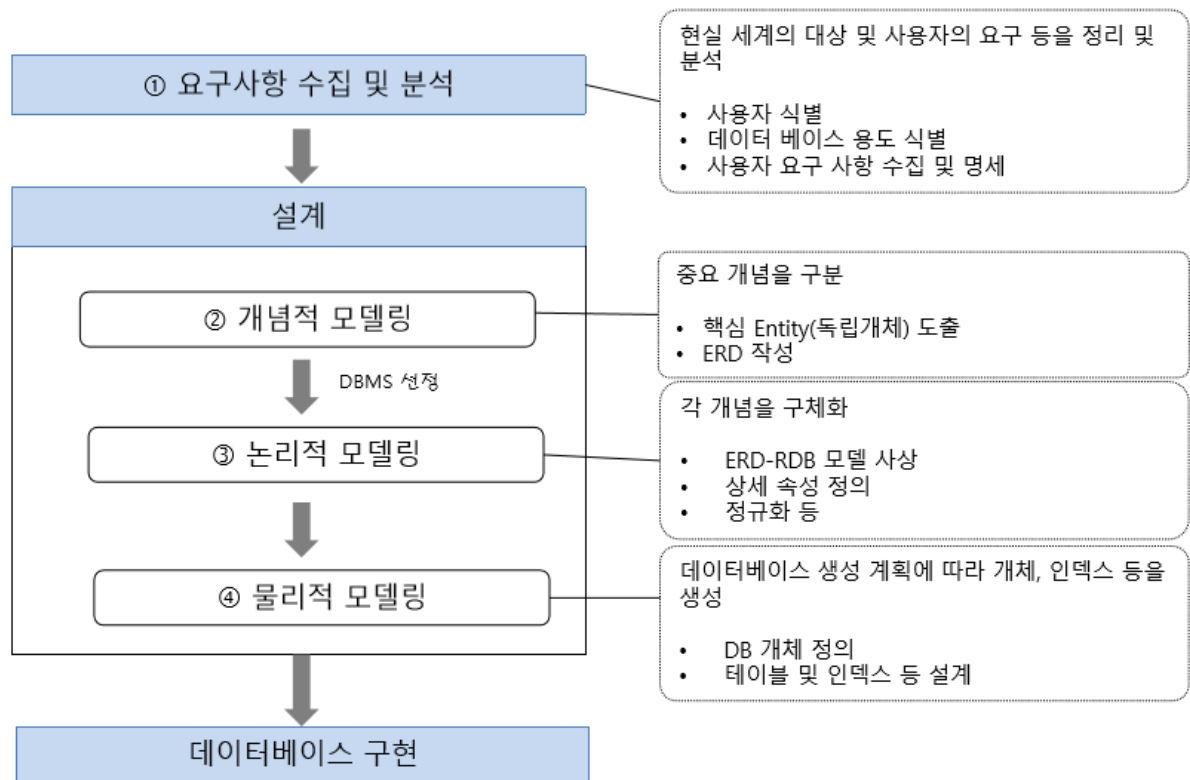 ① 요구사항 수집 및 분석
현실 세계의 대상 및 사용자의 요구 등을 정리 및
분석
• 사용자 식별
• 데이터 베이스 용도 식별
• 사용자 요구 사항 수집 및 명세
설계
② 개념적 모델링
중요 개념을 구분
• 핵심 Entity(독립개체) 도출
• ERD 작성
DBMS 선정
③ 논리적 모델링
각 개념을 구체화
• ERD-RDB 모델 사상
• 상세 속성 정의
• 정규화 등
④ 물리적 모델링
데이터베이스 생성 계획에 따라 개체, 인덱스 등을
생성
• DB 개체 정의
• 테이블 및 인덱스 등 설계
데이터베이스 구현